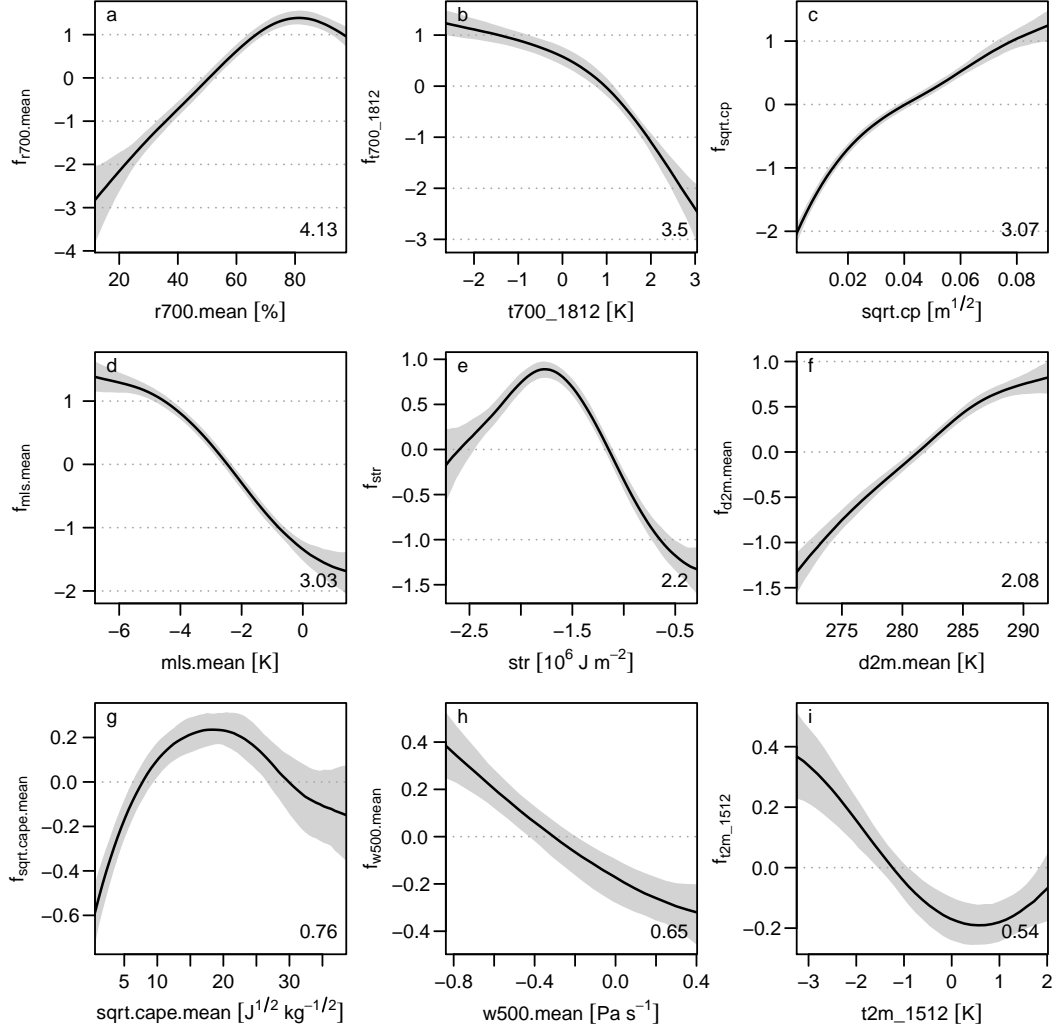 a
f_r700.mean
1
0
−1
−2
−3
−4
4.13
20 40 60 80
r700.mean [%]
b
f_t700_1812
1
0
−1
−2
−3
3.5
−2 −1 0 1 2 3
t700_1812 [K]
c
f_sqrt.cp
1
0
−1
−2
3.07
0.02 0.04 0.06 0.08
sqrt.cp [m^1/2]
d
f_mls.mean
1
0
−1
−2
3.03
−6 −4 −2 0
mls.mean [K]
e
f_str
1.0
0.5
0.0
−0.5
−1.0
−1.5
2.2
−2.5 −1.5 −0.5
str [10^6 J m^−2]
f
f_d2m.mean
1.0
0.5
0.0
−0.5
−1.0
−1.5
2.08
275 280 285 290
d2m.mean [K]
g
f_sqrt.cape.mean
0.2
0.0
−0.2
−0.4
−0.6
0.76
5 10 20 30
sqrt.cape.mean [J^1/2 kg^−1/2]
h
f_w500.mean
0.4
0.2
0.0
−0.2
−0.4
0.65
−0.8 −0.4 0.0 0.4
w500.mean [Pa s^−1]
i
f_t2m_1512
0.4
0.2
0.0
−0.2
0.54
−3 −2 −1 0 1 2
t2m_1512 [K]